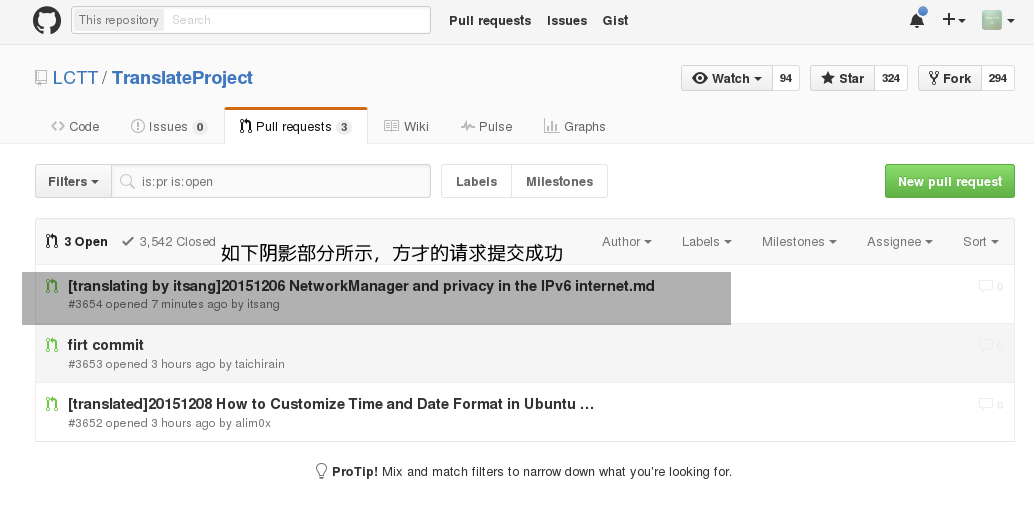 This repository Search Pull requests Issues Gist
LCTT / TranslateProject Watch 94 Star 324 Fork 294
Code Issues 0 Pull requests 3 Wiki Pulse Graphs
Filters is:pr is:open Labels Milestones New pull request
3 Open 3,542 Closed Author Labels Milestones Assignee Sort
如下阴影部分所示，方才的请求提交成功
[translating by itsang]20151206 NetworkManager and privacy in the IPv6 internet.md 0
#3654 opened 7 minutes ago by itsang
firt commit 0
#3653 opened 3 hours ago by taichirain
[translated]20151208 How to Customize Time and Date Format in Ubuntu … 0
#3652 opened 3 hours ago by alim0x
ProTip! Mix and match filters to narrow down what you're looking for.